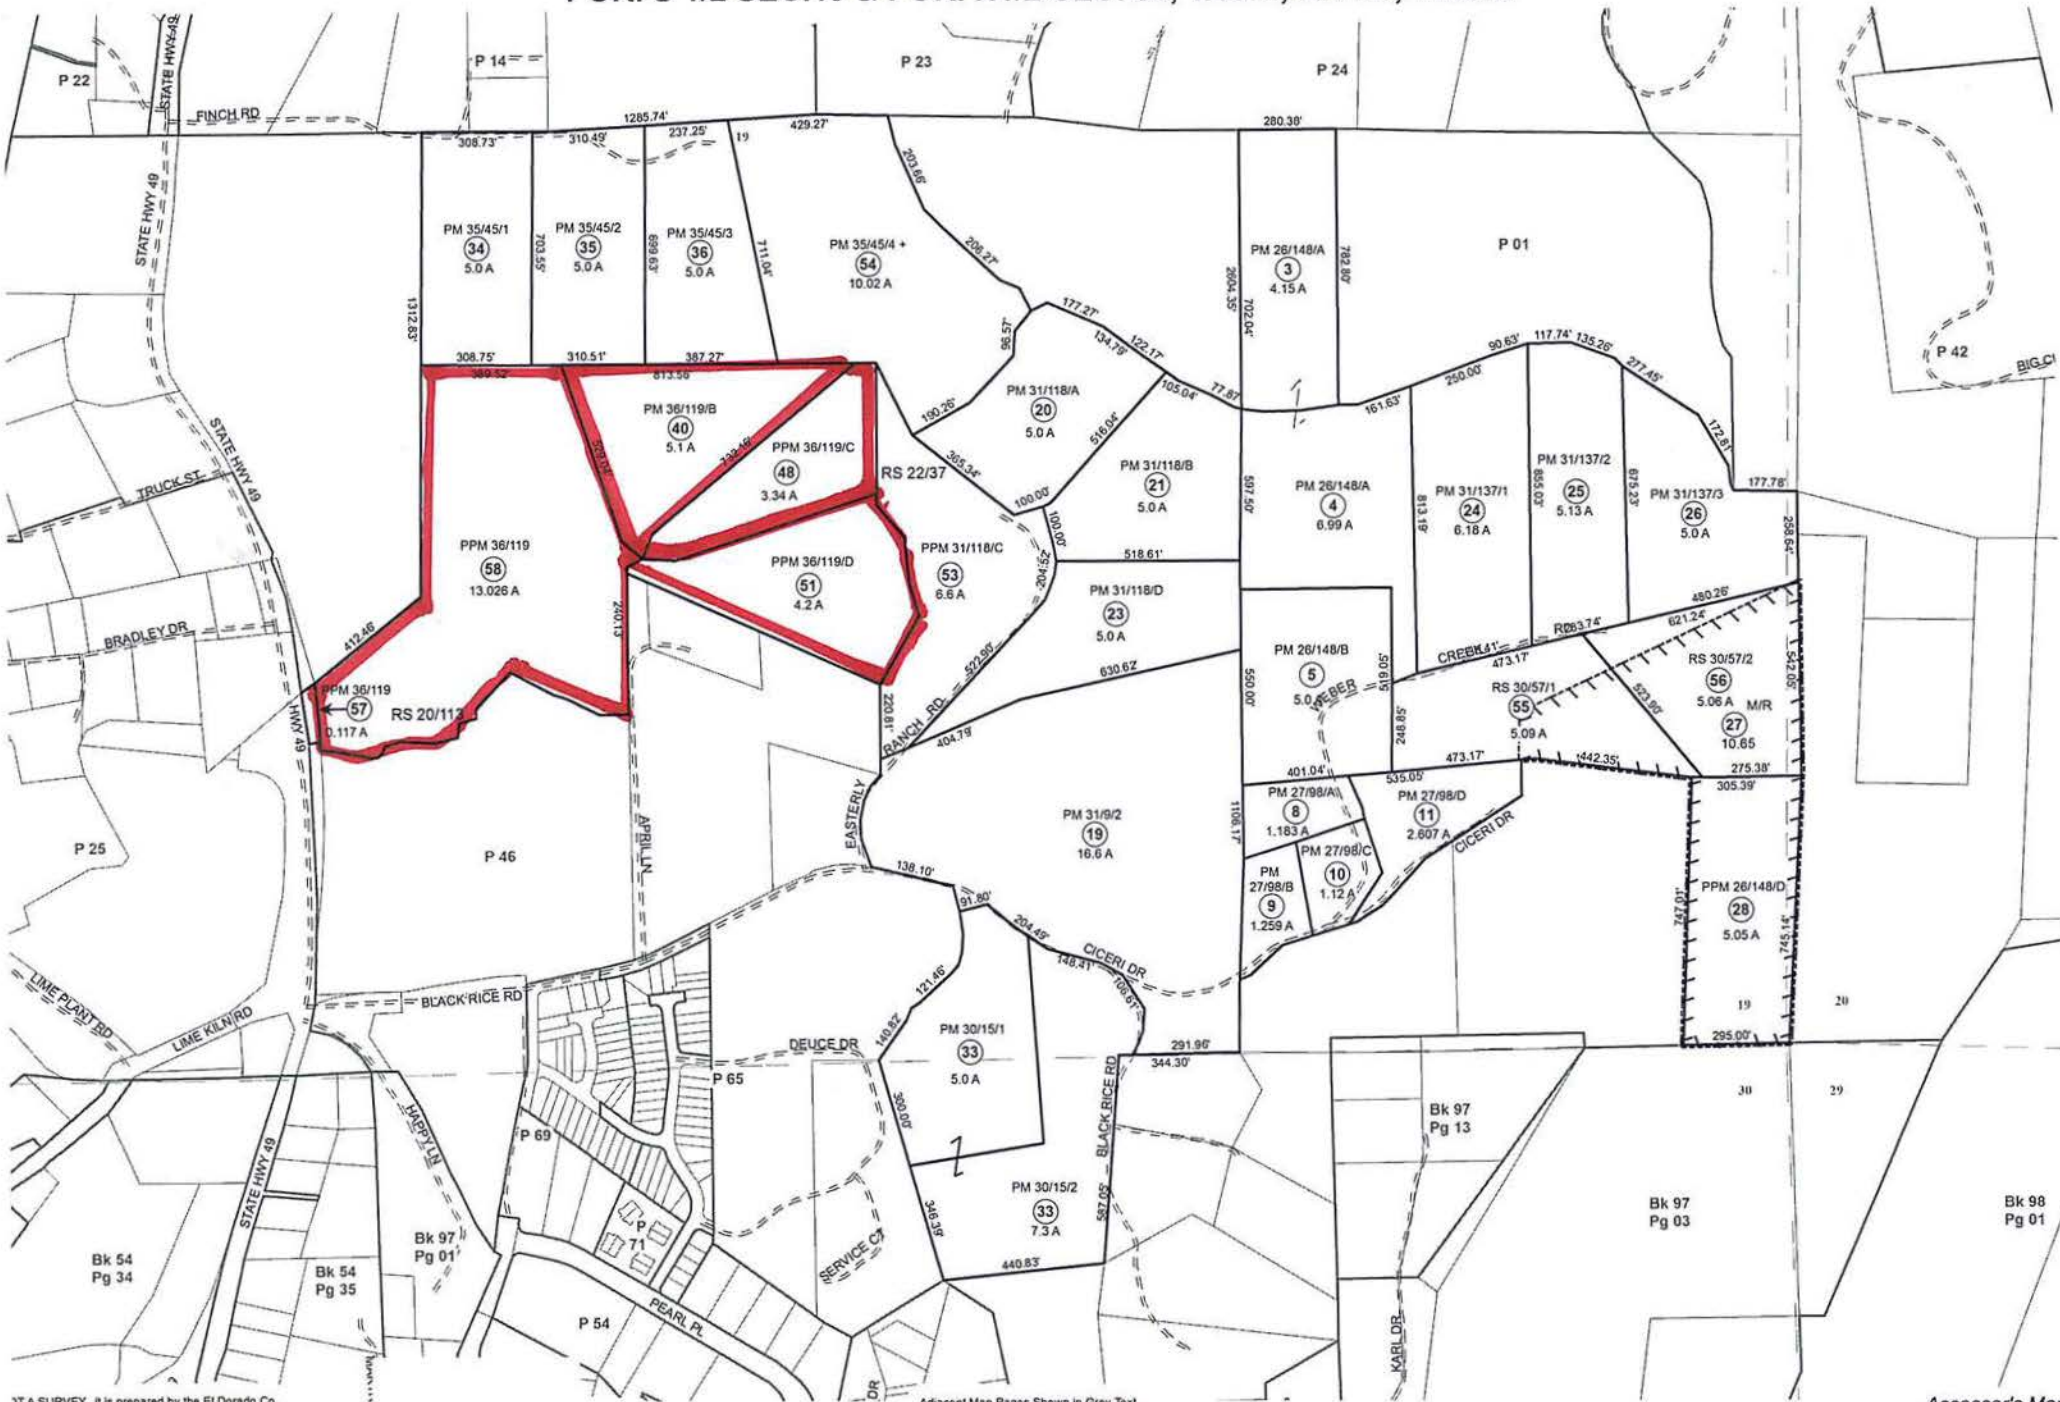 P 22
STATE HWY 49
P 14
P 23
P 24
FINCH RD
1285.74'
308.73'
310.49'
237.25'
19
429.27'
280.38'
203.66'
STATE HWY 49
PM 35/45/1
34
5.0 A
703.55'
PM 35/45/2
35
5.0 A
699.63'
PM 35/45/3
36
5.0 A
711.04'
PM 35/45/4 +
54
10.02 A
206.27'
PM 26/148/A
3
4.15 A
782.80'
2604.35'
702.04'
P 01
1312.83'
308.75'
310.51'
387.27'
389.52'
813.56'
96.57'
177.27'
134.79'
122.17'
77.87'
105.04'
90.63'
117.74'
135.26'
277.45'
250.00'
161.63'
P 42
BIG C
PM 36/119/B
40
5.1 A
529.04'
732.16'
PPM 36/119/C
48
3.34 A
RS 22/37
190.26'
PM 31/118/A
20
5.0 A
516.04'
365.34'
100.00'
100.00'
PM 31/118/B
21
5.0 A
597.50'
PM 26/148/A
4
6.99 A
813.19'
PM 31/137/1
24
6.18 A
855.03'
PM 31/137/2
25
5.13 A
675.23'
PM 31/137/3
26
5.0 A
172.81'
177.78'
258.64'
STATE HWY 49
TRUCK ST.
PPM 36/119
58
13.026 A
PPM 36/119/D
51
4.2 A
PPM 31/118/C
53
6.6 A
204.52'
518.61'
PM 31/118/D
23
5.0 A
240.13'
412.46'
BRADLEY DR
522.90'
630.62'
550.00'
PM 26/148/B
5
WEBER
CREEK
RD
519.05'
473.17'
480.26'
621.24'
542.05'
RS 30/57/2
56
5.06 A
M/R
27
10.65
RS 30/57/1
55
5.09 A
523.90'
248.85'
PPM 36/119
57
0.117 A
RS 20/113
HWY 49
220.81'
RANCH RD
404.79'
401.04'
535.05'
473.17'
442.35'
275.38'
305.39'
EASTERLY
PM 31/9/2
19
16.6 A
1106.17'
PM 27/98/A
8
1.183 A
PM 27/98/D
11
2.607 A
PM 27/98/C
10
1.12 A
PM
27/98/B
9
1.259 A
CICERI DR
P 25
P 46
APRIL LN
138.10'
91.80'
204.49'
148.41'
CICERI DR
106.61'
747.01'
PPM 26/148/D
28
5.05 A
745.14'
19
20
295.00'
LIME PLANT RD
LIME KILN RD
BLACK RICE RD
121.46'
140.82'
PM 30/15/1
33
5.0 A
DEUCE DR
291.96'
344.30'
P 65
30
29
300.00'
BLACK RICE RD
Bk 97
Pg 13
HAPPY LN
P 69
STATE HWY 49
PM 30/15/2
33
7.3 A
346.39'
587.05'
440.83'
P
71
SERVICE CT
Bk 97
Pg 03
Bk 98
Pg 01
Bk 54
Pg 34
Bk 54
Pg 35
Bk 97
Pg 01
P 54
PEARL PL
KARL DR
DR